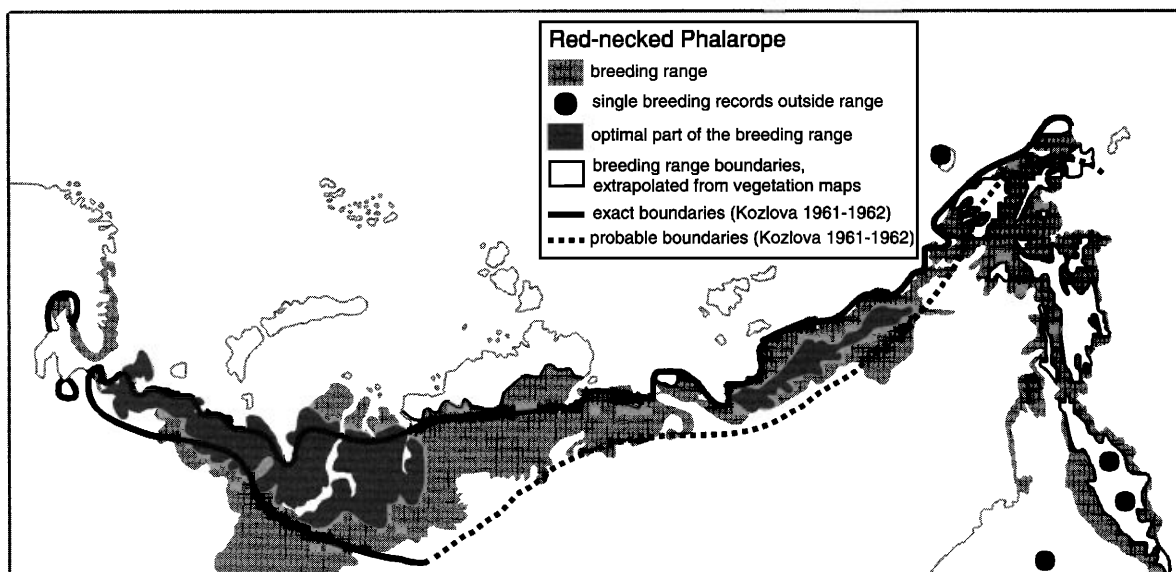 Red-necked Phalarope
breeding range
single breeding records outside range
optimal part of the breeding range
breeding range boundaries,
extrapolated from vegetation maps
exact boundaries (Kozlova 1961-1962)
probable boundaries (Kozlova 1961-1962)